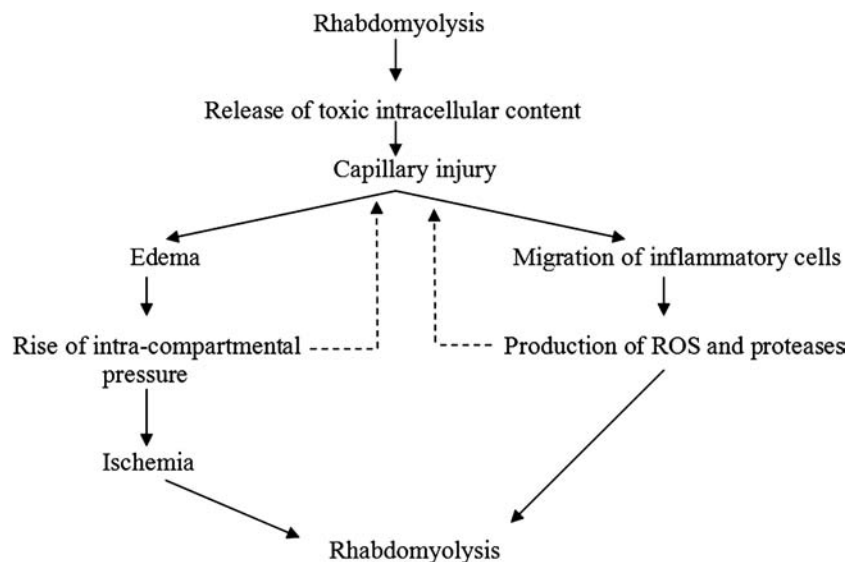 Rhabdomyolysis
Release of toxic intracellular content
Capillary injury
Edema
Migration of inflammatory cells
Rise of intra-compartmental
pressure
Production of ROS and proteases
Ischemia
Rhabdomyolysis